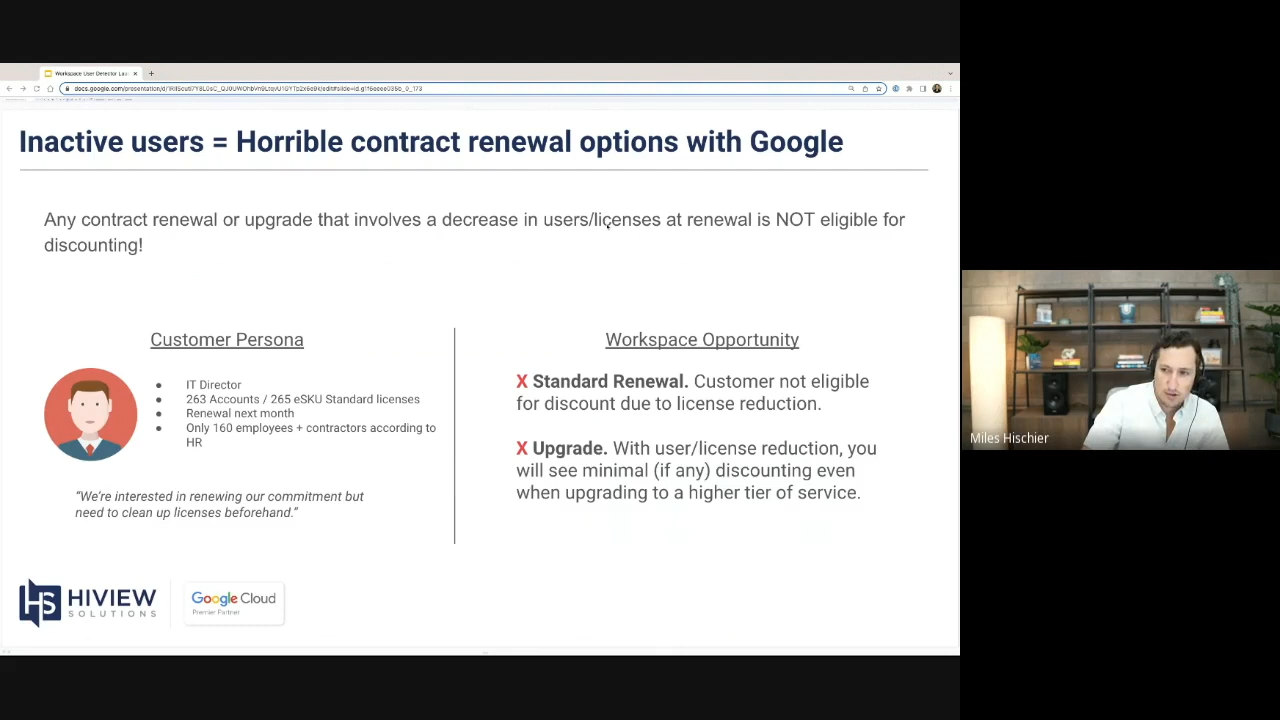 Workspace User Detector Lau
docs.google.com/presentation/d/
Inactive users = Horrible contract renewal options with Google
Any contract renewal or upgrade that involves a decrease in users/licenses at renewal is NOT eligible for
discounting!
Customer Persona
IT Director
263 Accounts / 265 eSKU Standard licenses
Renewal next month
Only 160 employees + contractors according to
HR
“We’re interested in renewing our commitment but
need to clean up licenses beforehand.”
Workspace Opportunity
X Standard Renewal. Customer not eligible
for discount due to license reduction.
X Upgrade. With user/license reduction, you
will see minimal (if any) discounting even
when upgrading to a higher tier of service.
HS HIVIEW
SOLUTIONS
Google Cloud
Premier Partner
Miles Hischier